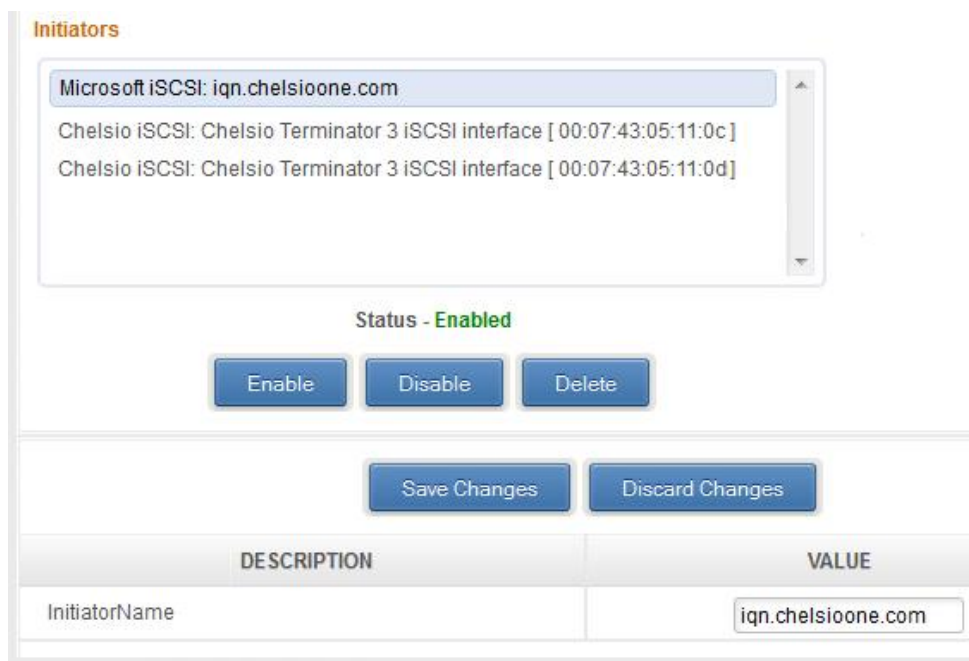 Initiators
Microsoft iSCSI: iqn.chelsioone.com
Chelsio iSCSI: Chelsio Terminator 3 iSCSI interface [ 00:07:43:05:11:0c ]
Chelsio iSCSI: Chelsio Terminator 3 iSCSI interface [ 00:07:43:05:11:0d]
Status - Enabled
Enable Disable Delete
Save Changes Discard Changes
DESCRIPTION VALUE
InitiatorName iqn.chelsioone.com